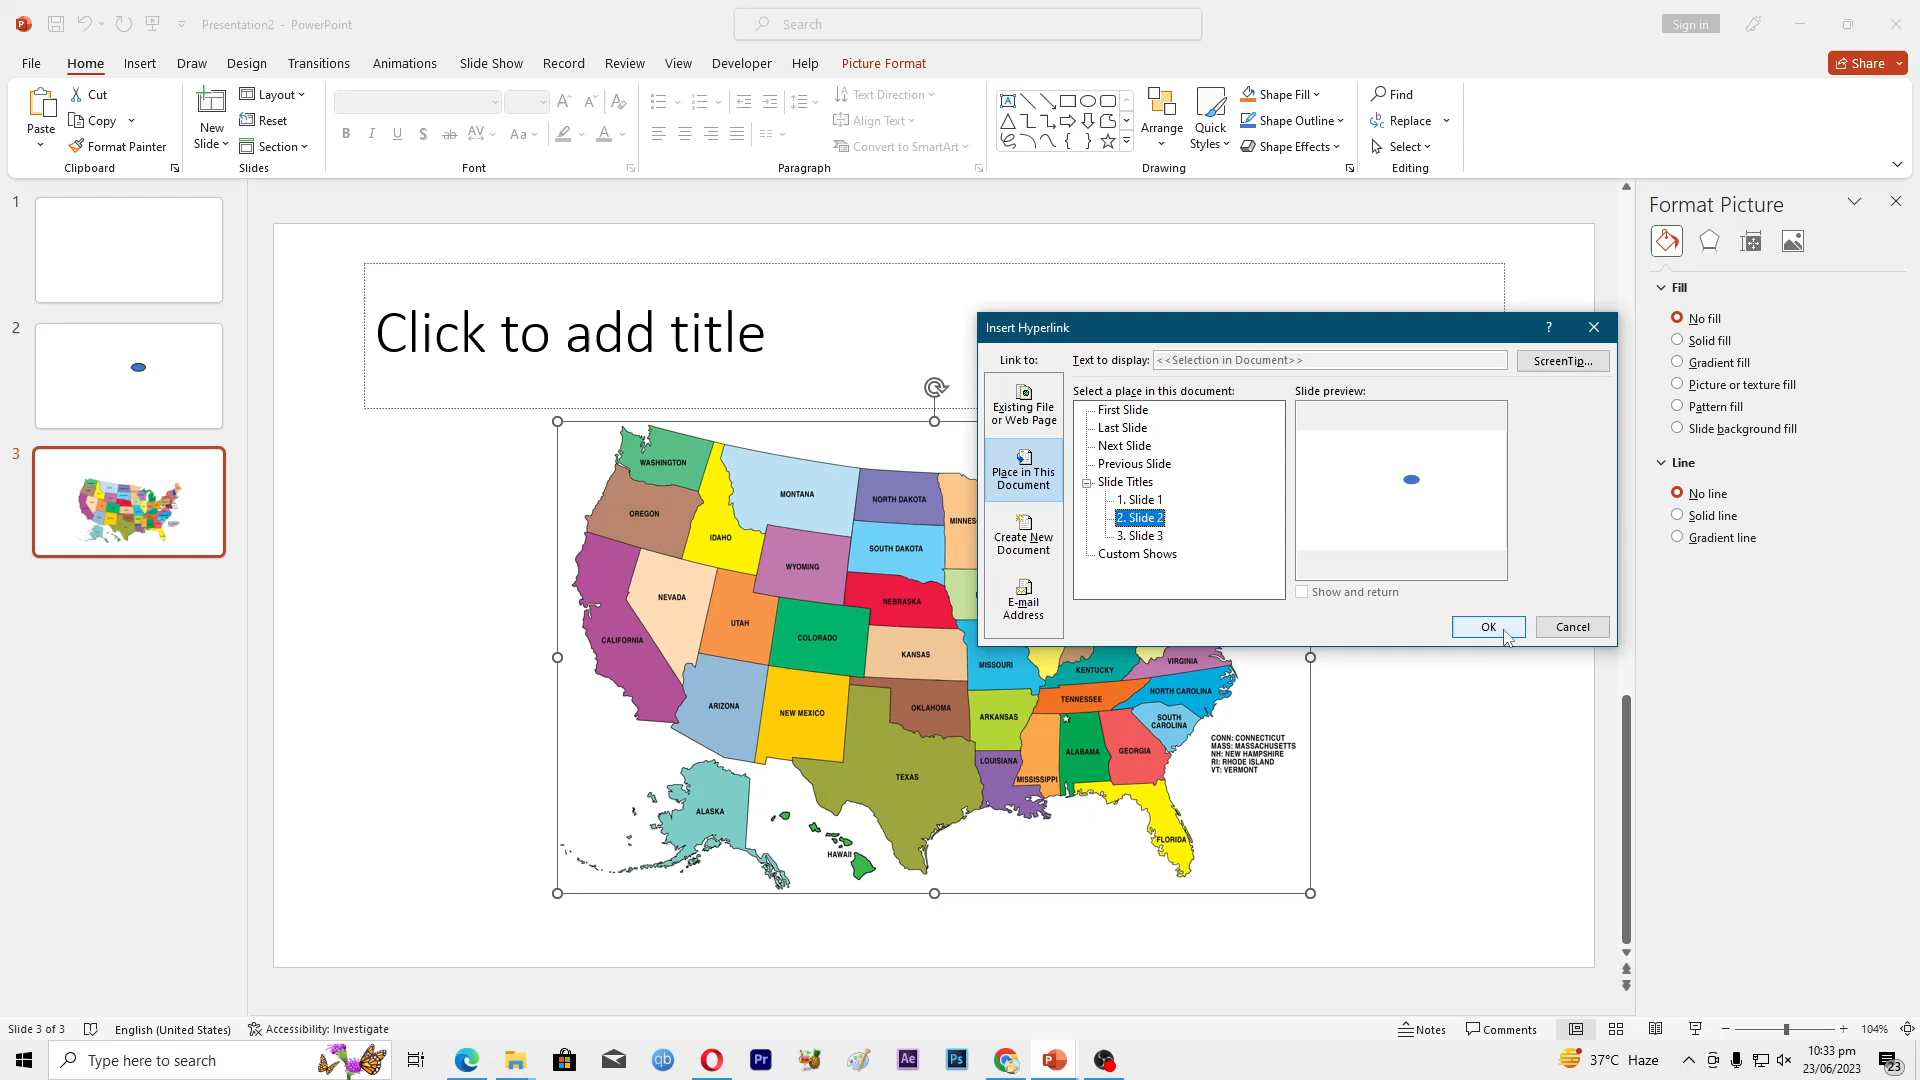 Presentation2 - PowerPoint
Search
Sign in
File Home Insert Draw Design Transitions Animations Slide Show Record Review View Developer Help Picture Format
Share
Paste
Cut
Copy
Format Painter
Clipboard
New Slide
Layout
Reset
Section
Slides
B I U S ab AV Aa A
Font
Text Direction
Align Text
Convert to SmartArt
Paragraph
Arrange
Quick Styles
Shape Fill
Shape Outline
Shape Effects
Drawing
Find
Replace
Select
Editing
1
2
3
Click to add title
WASHINGTON
MONTANA
NORTH DAKOTA
OREGON
IDAHO
SOUTH DAKOTA
WYOMING
NEVADA
NEBRASKA
UTAH
COLORADO
CALIFORNIA
KANSAS
MISSOURI
KENTUCKY
VIRGINIA
ARIZONA
NEW MEXICO
OKLAHOMA
ARKANSAS
TENNESSEE
NORTH CAROLINA
SOUTH CAROLINA
TEXAS
LOUISIANA
MISSISSIPPI
ALABAMA
GEORGIA
FLORIDA
ALASKA
HAWAII
CONN: CONNECTICUT
MASS: MASSACHUSETTS
NH: NEW HAMPSHIRE
RI: RHODE ISLAND
VT: VERMONT
Insert Hyperlink
?
Link to:
Text to display: <<Selection in Document>>
ScreenTip...
Existing File
or Web Page
Place in This
Document
Create New
Document
E-mail
Address
Select a place in this document:
First Slide
Last Slide
Next Slide
Previous Slide
Slide Titles
1. Slide 1
2. Slide 2
3. Slide 3
Custom Shows
Slide preview:
Show and return
OK
Cancel
Format Picture
Fill
No fill
Solid fill
Gradient fill
Picture or texture fill
Pattern fill
Slide background fill
Line
No line
Solid line
Gradient line
Slide 3 of 3
English (United States)
Accessibility: Investigate
Notes
Comments
104%
Type here to search
qb
Pr
Ae
Ps
37°C Haze
10:33 pm
23/06/2023
23